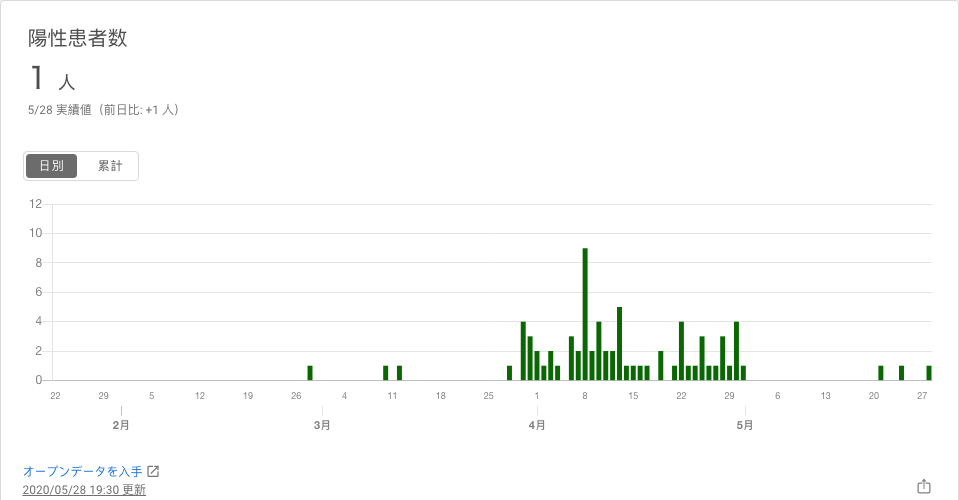 陽性患者数
1 人
5/28 実績値（前日比: +1 人）
日別 累計
12
10
8
6
4
2
0
22 29 5 12 19 26 4 11 18 25 1 8 15 22 29 6 13 20 27
2月 3月 4月 5月
オープンデータを入手
2020/05/28 19:30 更新